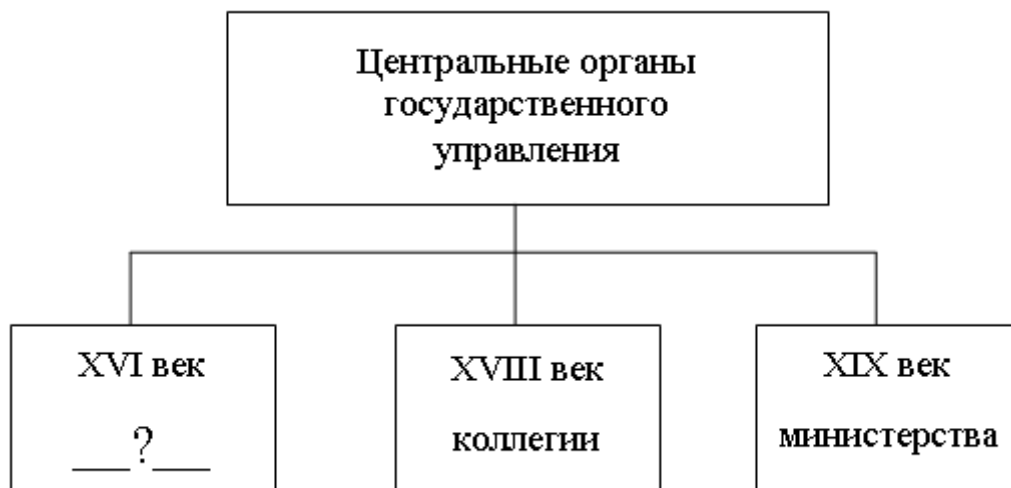 Центральные органы
государственного
управления
XVI век
___?___
XVIII век
коллегии
XIX век
министерства